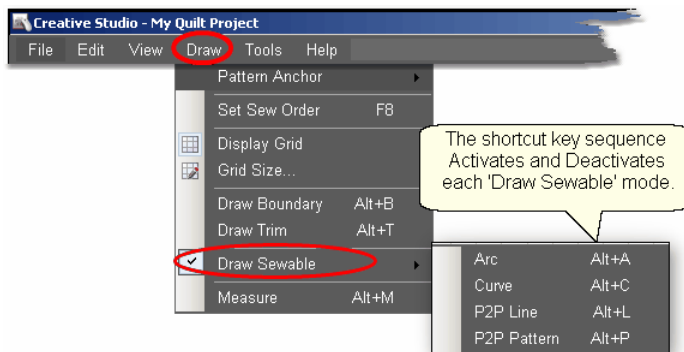 Creative Studio - My Quilt Project
File Edit View Draw Tools Help
Pattern Anchor
Set Sew Order F8
Display Grid
Grid Size...
Draw Boundary Alt+B
Draw Trim Alt+T
Draw Sewable
Measure Alt+M
The shortcut key sequence
Activates and Deactivates
each 'Draw Sewable' mode.
Arc Alt+A
Curve Alt+C
P2P Line Alt+L
P2P Pattern Alt+P